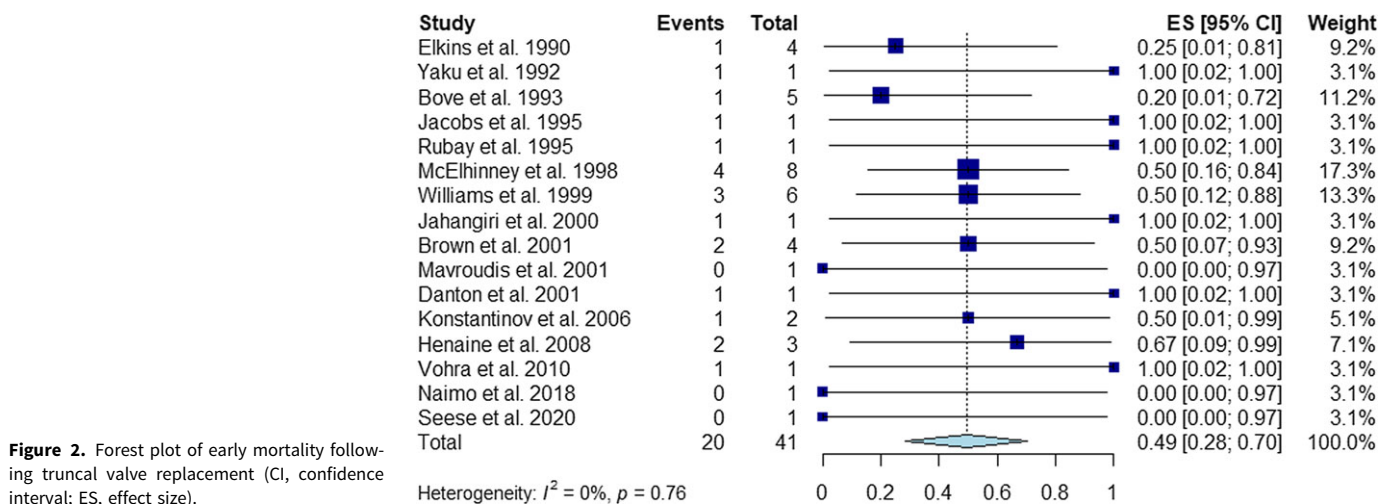 Study Events Total ES [95% CI] Weight
Elkins et al. 1990 1 4 0.25 [0.01; 0.81] 9.2%
Yaku et al. 1992 1 1 1.00 [0.02; 1.00] 3.1%
Bove et al. 1993 1 5 0.20 [0.01; 0.72] 11.2%
Jacobs et al. 1995 1 1 1.00 [0.02; 1.00] 3.1%
Rubay et al. 1995 1 1 1.00 [0.02; 1.00] 3.1%
McElhinney et al. 1998 4 8 0.50 [0.16; 0.84] 17.3%
Williams et al. 1999 3 6 0.50 [0.12; 0.88] 13.3%
Jahangiri et al. 2000 1 1 1.00 [0.02; 1.00] 3.1%
Brown et al. 2001 2 4 0.50 [0.07; 0.93] 9.2%
Mavroudis et al. 2001 0 1 0.00 [0.00; 0.97] 3.1%
Danton et al. 2001 1 1 1.00 [0.02; 1.00] 3.1%
Konstantinov et al. 2006 1 2 0.50 [0.01; 0.99] 5.1%
Henaine et al. 2008 2 3 0.67 [0.09; 0.99] 7.1%
Vohra et al. 2010 1 1 1.00 [0.02; 1.00] 3.1%
Naimo et al. 2018 0 1 0.00 [0.00; 0.97] 3.1%
Seese et al. 2020 0 1 0.00 [0.00; 0.97] 3.1%
Total 20 41 0.49 [0.28; 0.70] 100.0%
Heterogeneity: I² = 0%, p = 0.76
0 0.2 0.4 0.6 0.8 1
Figure 2. Forest plot of early mortality follow-
ing truncal valve replacement (CI, confidence
interval; ES, effect size).